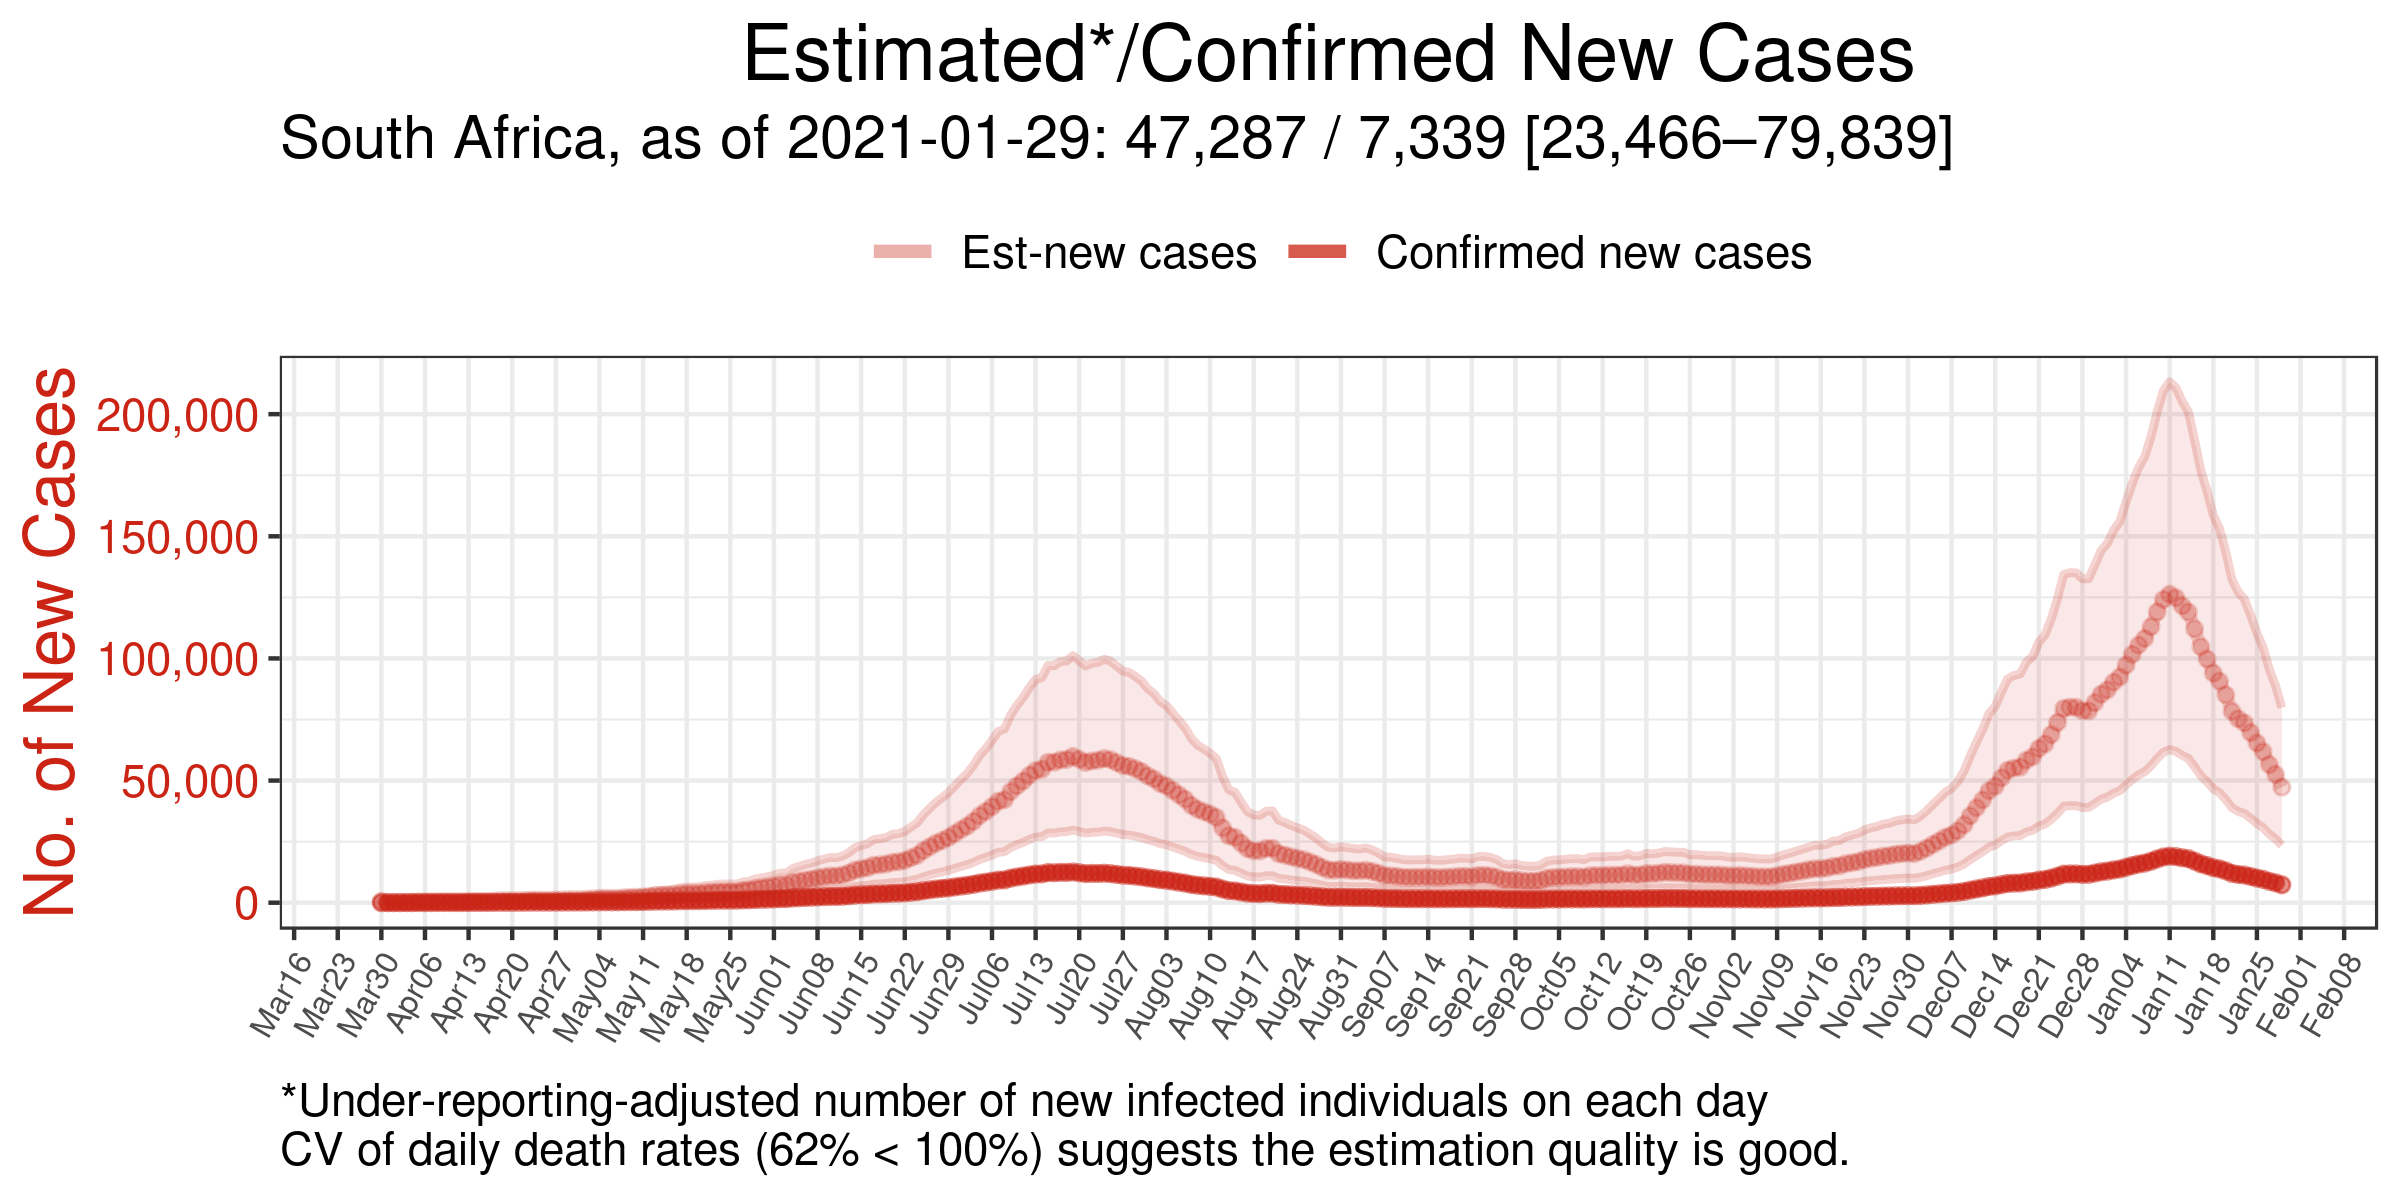 Estimated*/Confirmed New Cases
South Africa, as of 2021-01-29: 47,287 / 7,339 [23,466–79,839]
Est-new cases
Confirmed new cases
No. of New Cases
200,000
150,000
100,000
50,000
0
Mar16
Mar23
Mar30
Apr06
Apr13
Apr20
Apr27
May04
May11
May18
May25
Jun01
Jun08
Jun15
Jun22
Jun29
Jul06
Jul13
Jul20
Jul27
Aug03
Aug10
Aug17
Aug24
Aug31
Sep07
Sep14
Sep21
Sep28
Oct05
Oct12
Oct19
Oct26
Nov02
Nov09
Nov16
Nov23
Nov30
Dec07
Dec14
Dec21
Dec28
Jan04
Jan11
Jan18
Jan25
Feb01
Feb08
*Under-reporting-adjusted number of new infected individuals on each day
CV of daily death rates (62% < 100%) suggests the estimation quality is good.